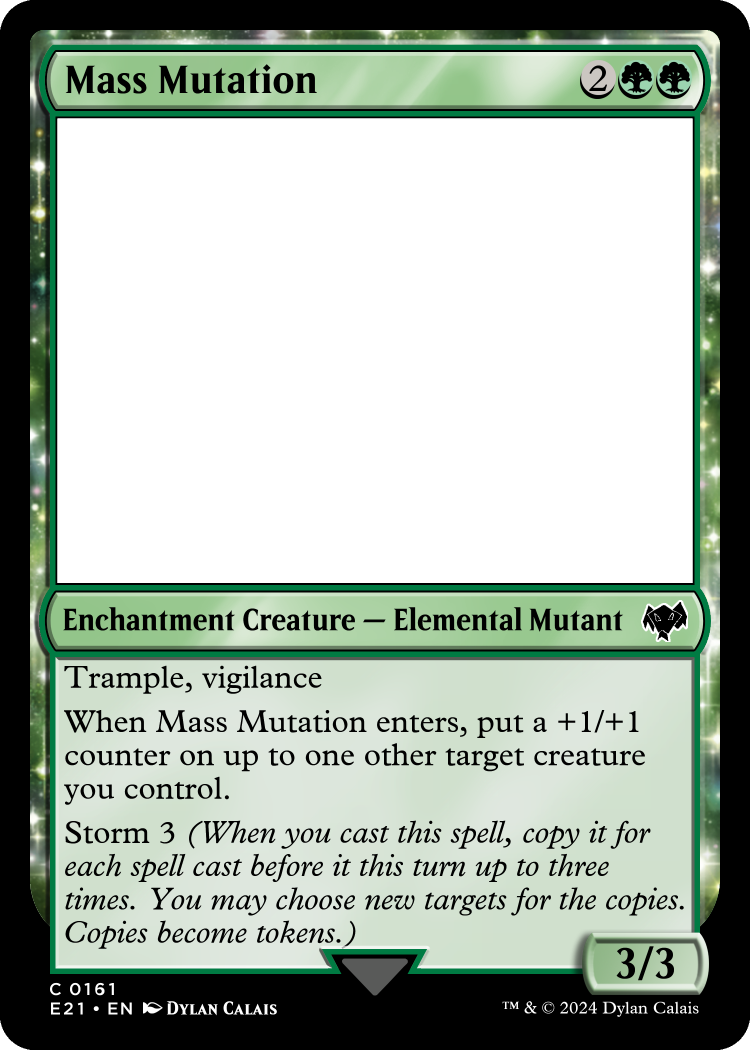 Mass Mutation 2
Enchantment Creature — Elemental Mutant
Trample, vigilance
When Mass Mutation enters, put a +1/+1
counter on up to one other target creature
you control.
Storm 3 (When you cast this spell, copy it for
each spell cast before it this turn up to three
times. You may choose new targets for the copies.
Copies become tokens.)
3/3
C 0161
E21 • EN DYLAN CALAIS
™ & © 2024 Dylan Calais